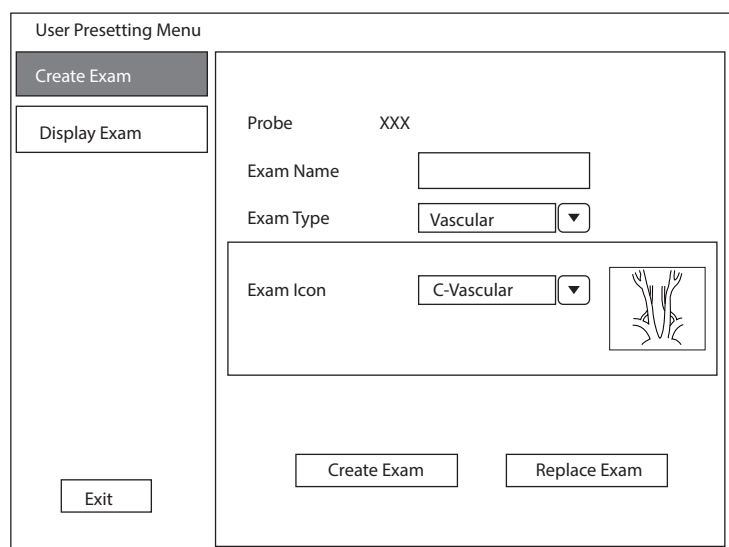 User Presetting Menu
Create Exam
Display Exam
Probe XXX
Exam Name
Exam Type Vascular
Exam Icon C-Vascular
Create Exam Replace Exam
Exit